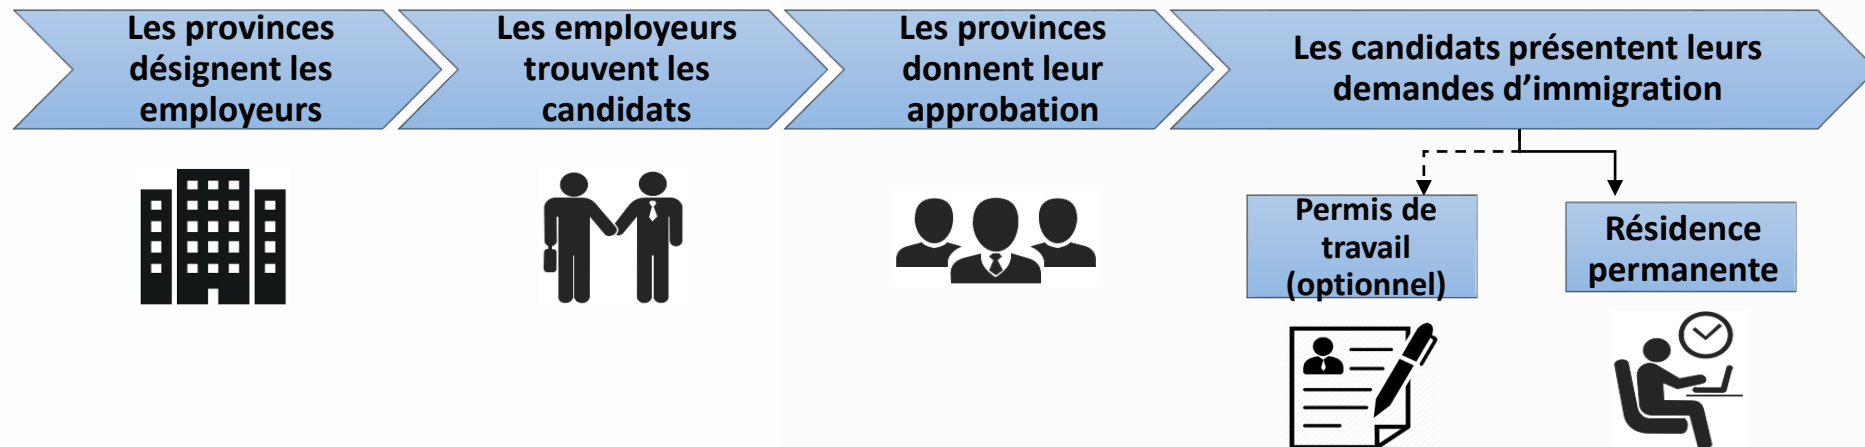 Les provinces
désignent les
employeurs
Les employeurs
trouvent les
candidats
Les provinces
donnent leur
approbation
Les candidats présentent leurs
demandes d’immigration
Permis de
travail
(optionnel)
Résidence
permanente